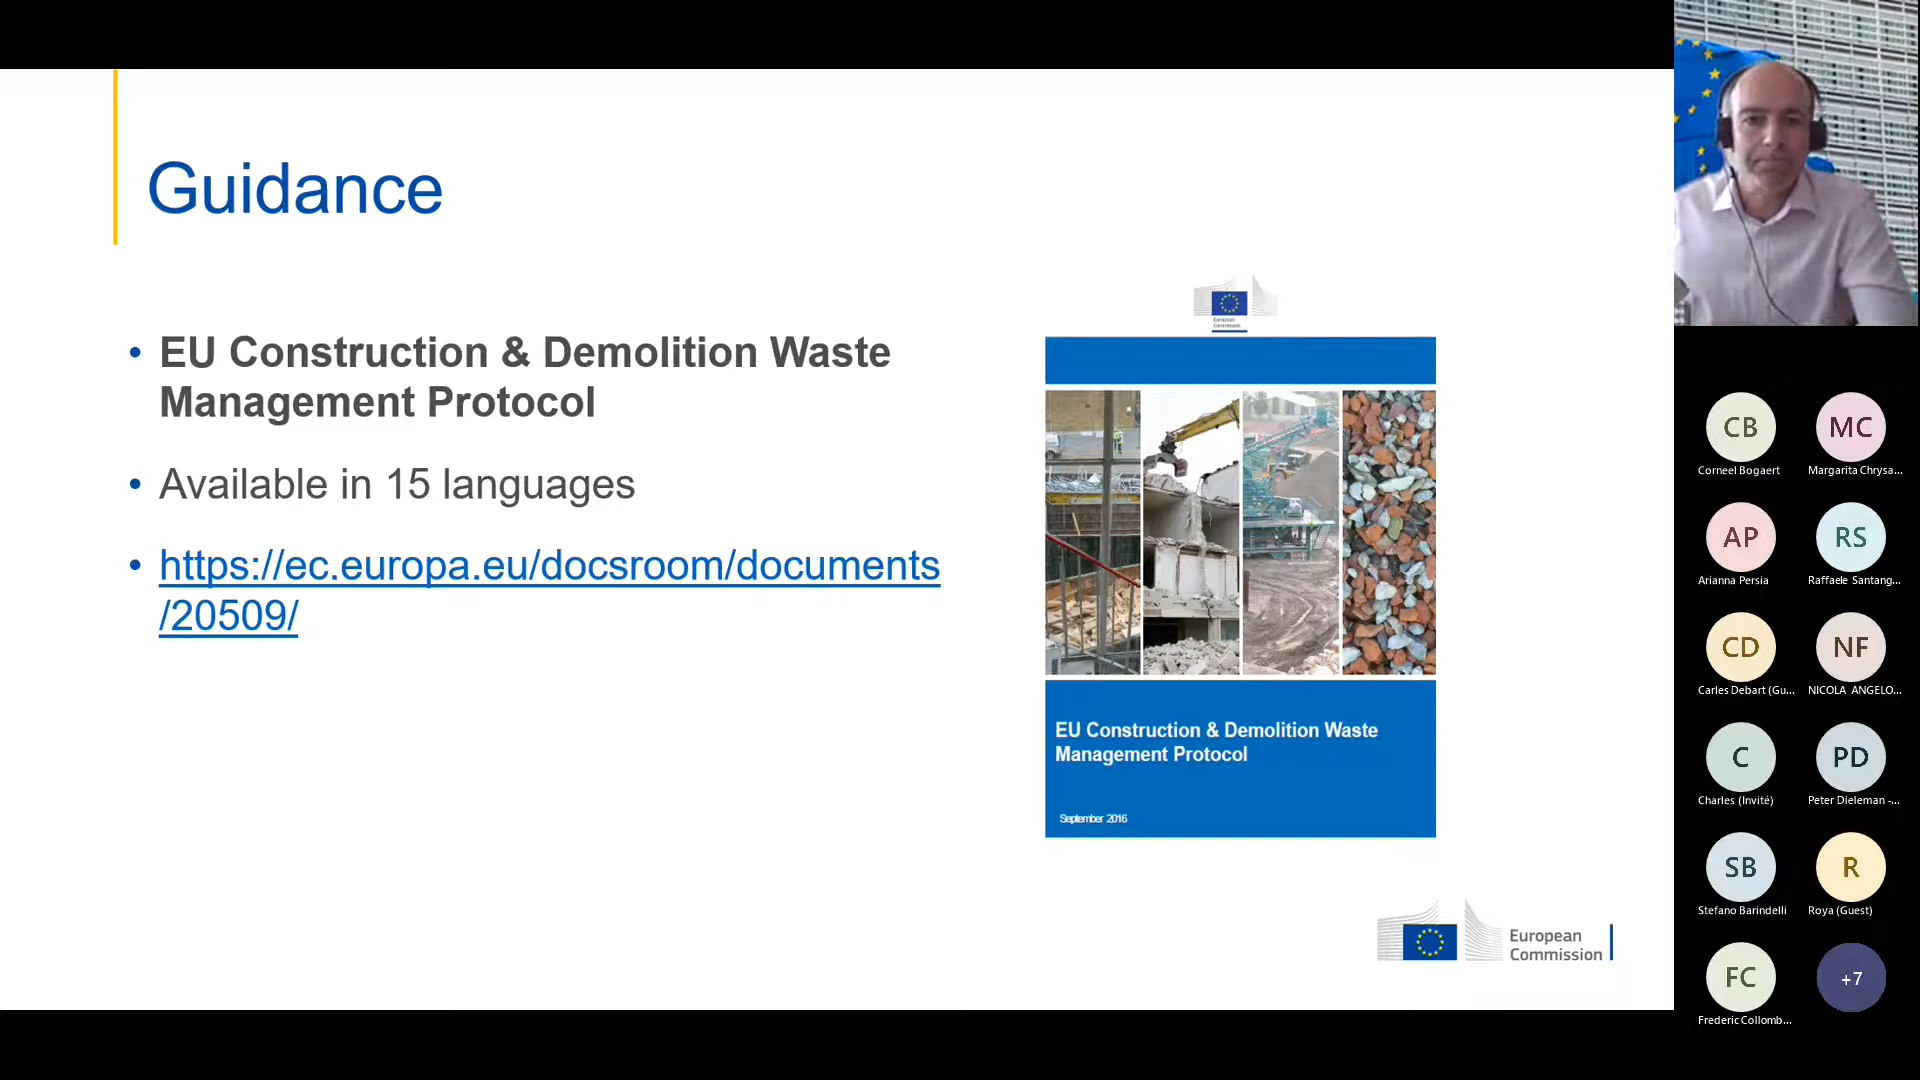 Guidance
• EU Construction & Demolition Waste
Management Protocol
• Available in 15 languages
• https://ec.europa.eu/docsroom/documents
/20509/
European
Commission
EU Construction & Demolition Waste
Management Protocol
September 2016
European
Commission
CB
MC
Corneel Bogaert
Margarita Chrysa...
AP
RS
Arianna Persia
Raffaele Santang...
CD
NF
Carles Debart (Gu...
NICOLA ANGELO...
C
PD
Charles (Invité)
Peter Dieleman -...
SB
R
Stefano Barindelli
Roya (Guest)
FC
+7
Frederic Collomb...